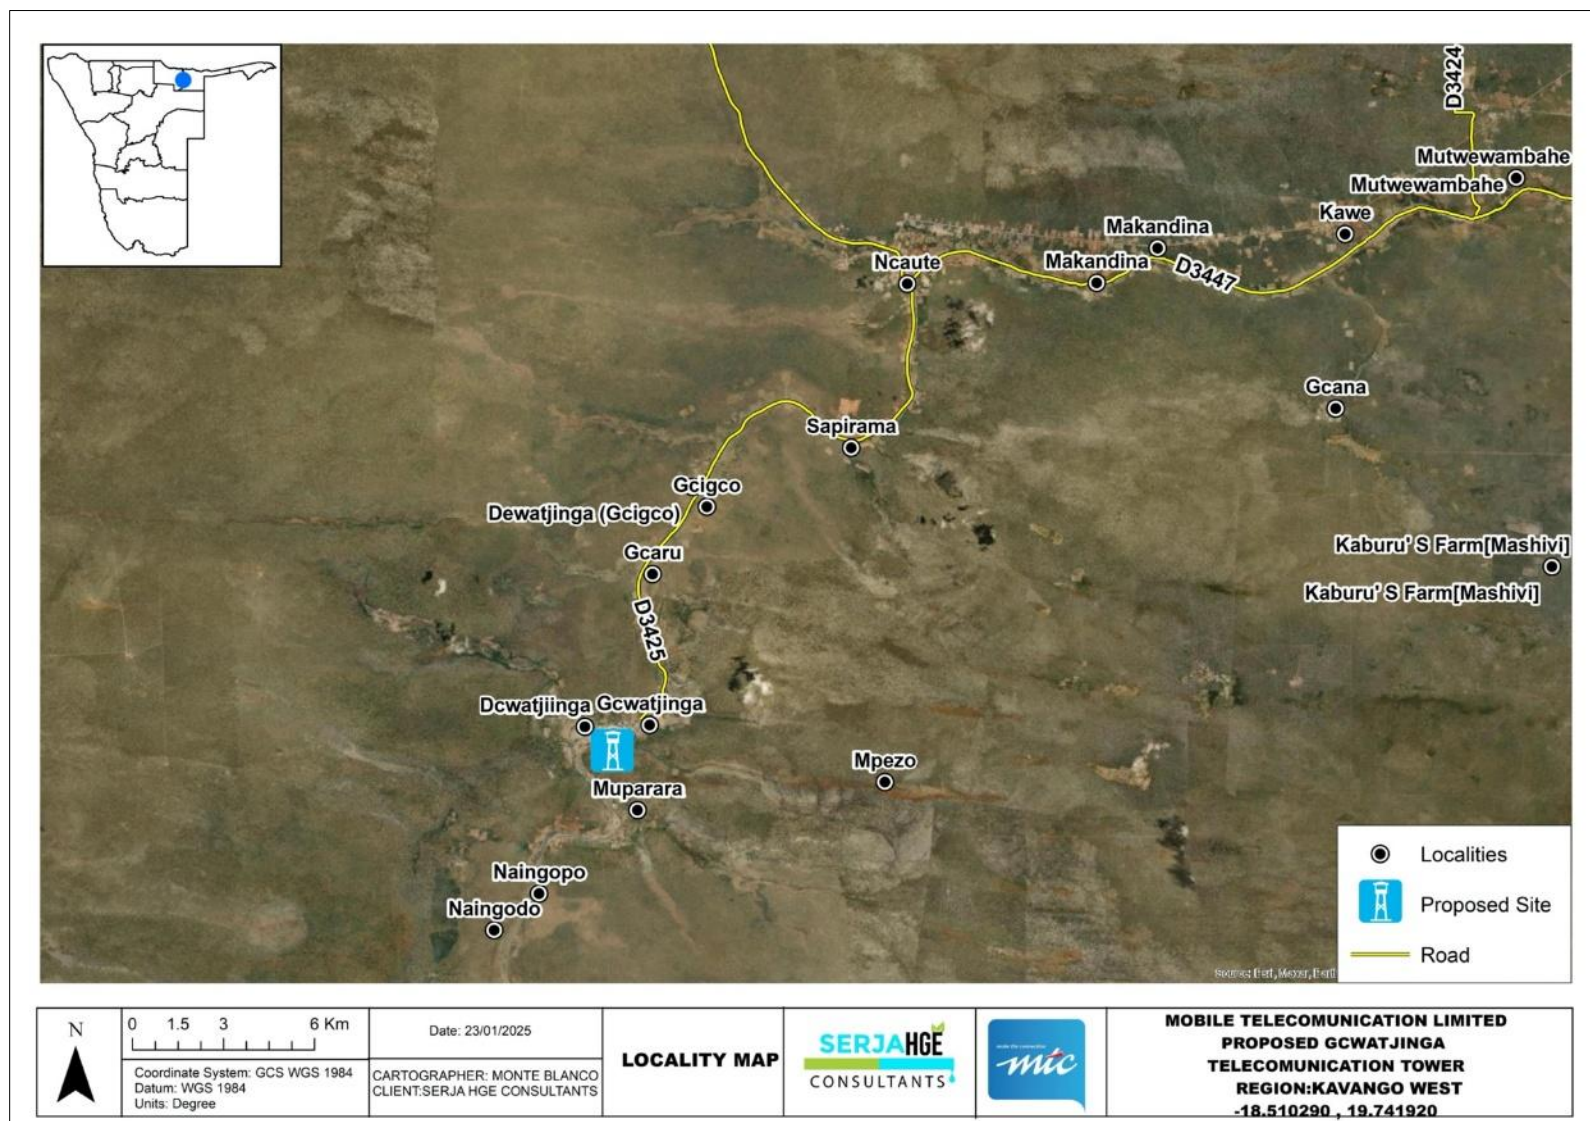 D3424
Mutwewambahe
Mutwewambahe
Kawe
Makandina
Makandina
D3447
Ncaute
Gcana
Sapirama
Gcigco
Dewatjinga (Gcigco)
Gcaru
Kaburu' S Farm[Mashivi]
Kaburu' S Farm[Mashivi]
D3425
Dcwatjiinga
Gcwatjinga
Mpezo
Muparara
Naingopo
Naingodo
Localities
Proposed Site
Road
Source: Esri, Maxar, Earth
N
0 1.5 3 6 Km
Coordinate System: GCS WGS 1984
Datum: WGS 1984
Units: Degree
Date: 23/01/2025
CARTOGRAPHER: MONTE BLANCO
CLIENT:SERJA HGE CONSULTANTS
LOCALITY MAP
SERJAHGE
CONSULTANTS
mtc
MOBILE TELECOMUNICATION LIMITED
PROPOSED GCWATJINGA
TELECOMUNICATION TOWER
REGION:KAVANGO WEST
-18.510290 , 19.741920